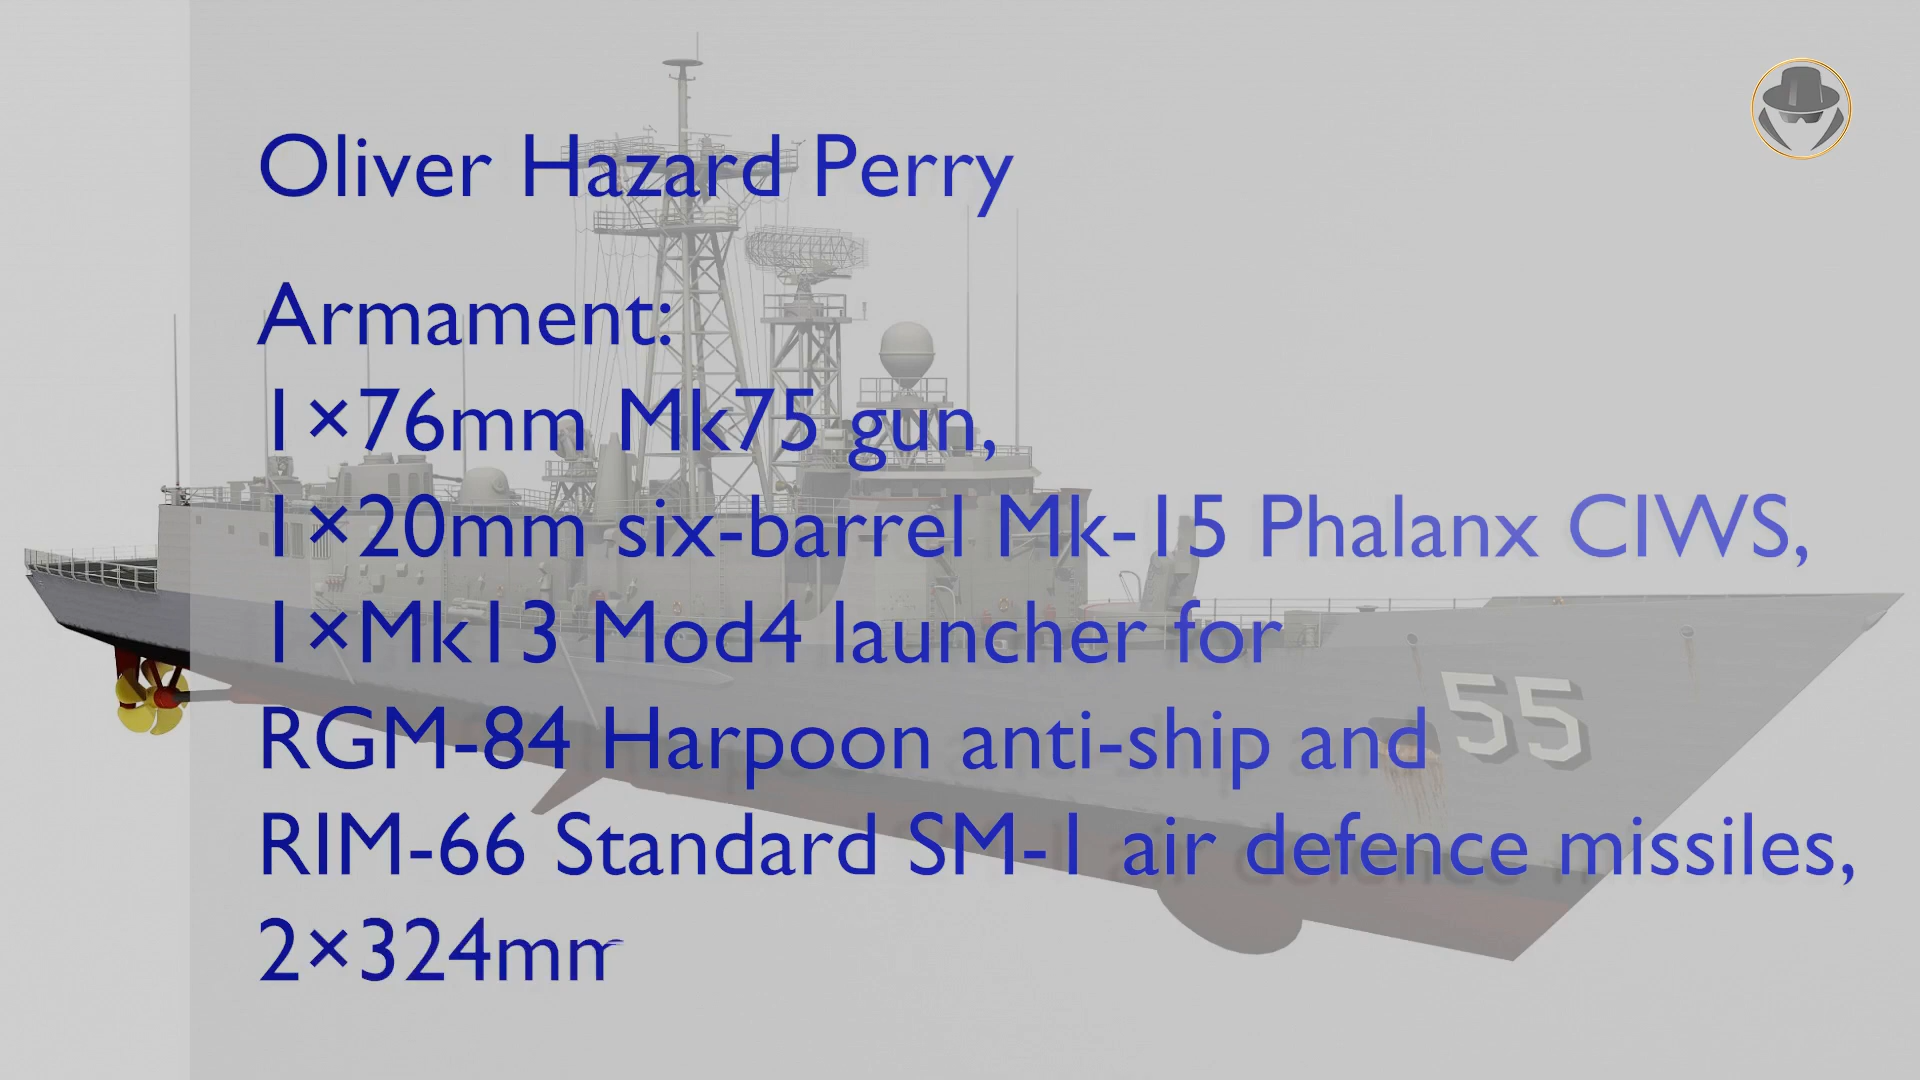 Oliver Hazard Perry
Armament:
1×76mm Mk75 gun,
1×20mm six-barrel Mk-15 Phalanx CIWS,
1×Mk13 Mod4 launcher for
RGM-84 Harpoon anti-ship and
55
RIM-66 Standard SM-1 air defence missiles,
2×324mm